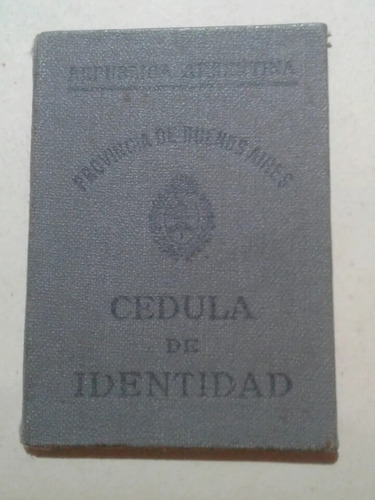 REPUBLICA ARGENTINA
PROVINCIA DE BUENOS AIRES
CEDULA
DE
IDENTIDAD